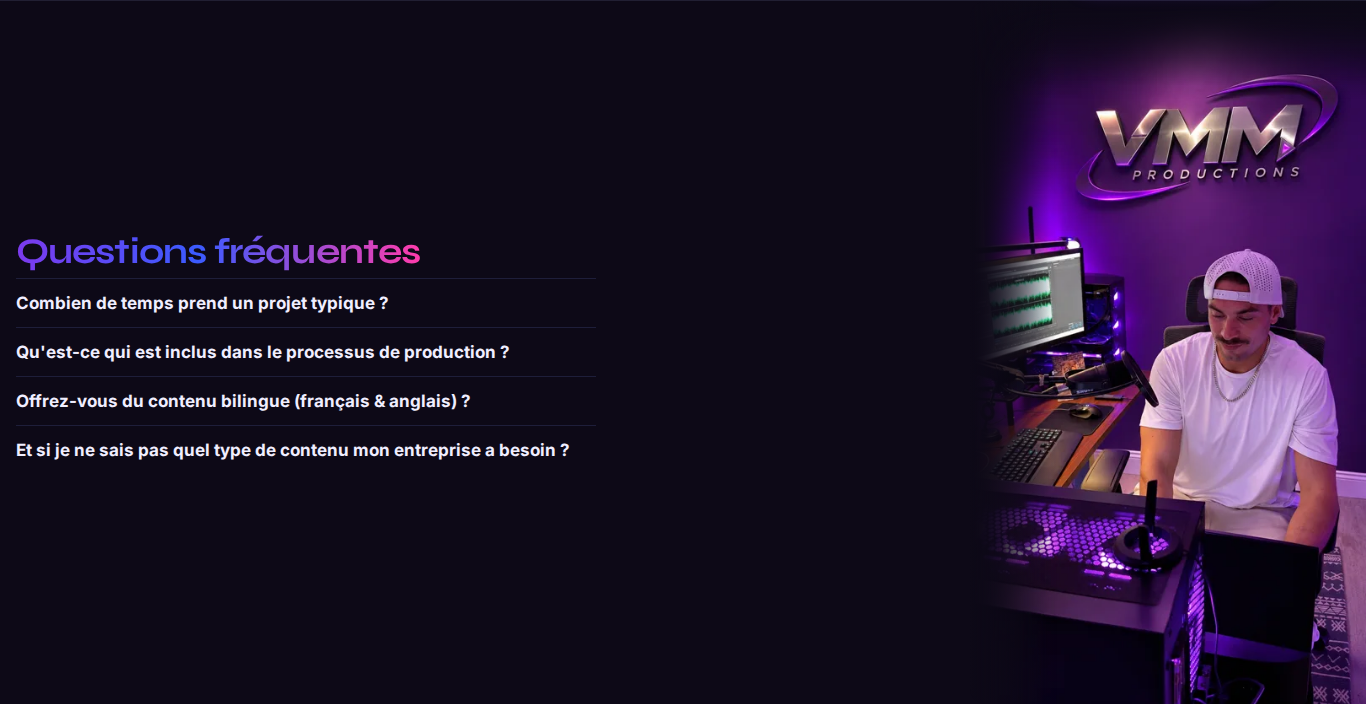 VMM
PRODUCTIONS
Questions fréquentes
Combien de temps prend un projet typique ?
Qu'est-ce qui est inclus dans le processus de production ?
Offrez-vous du contenu bilingue (français & anglais) ?
Et si je ne sais pas quel type de contenu mon entreprise a besoin ?